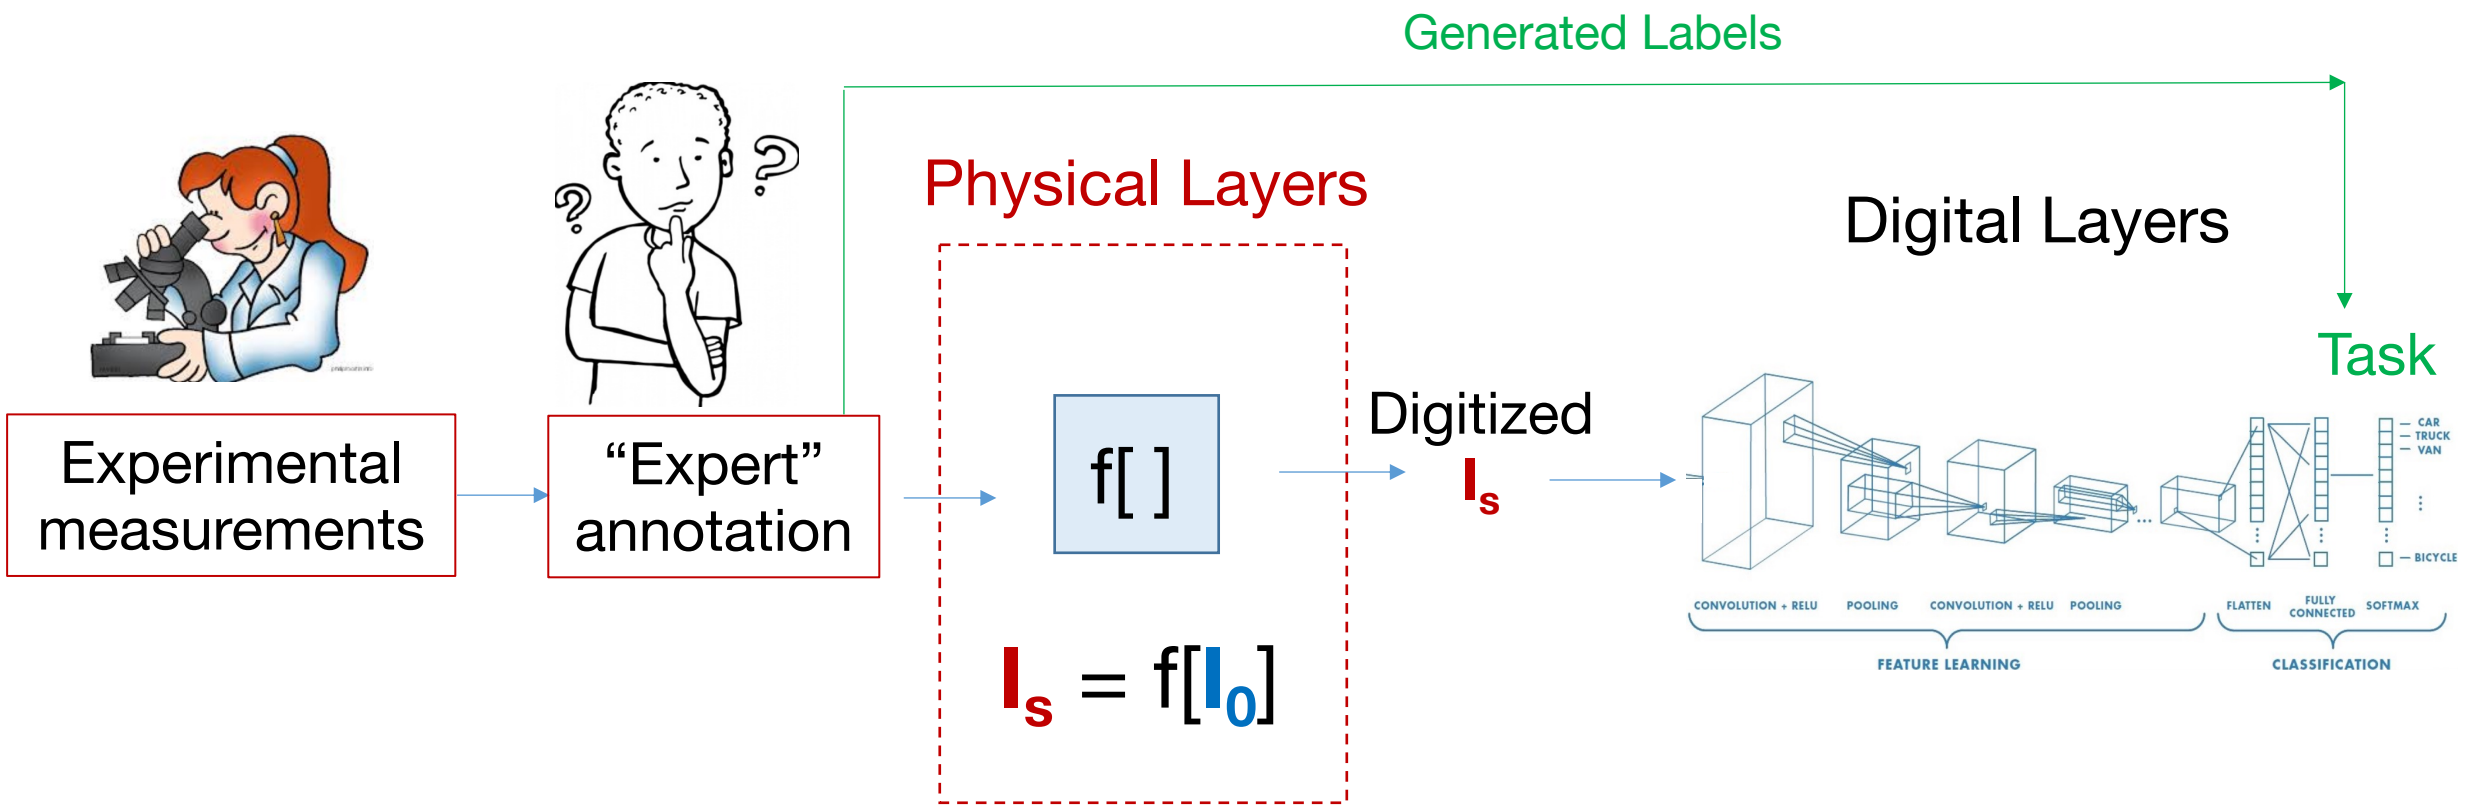 Generated Labels
Physical Layers
Digital Layers
Task
Experimental
measurements
“Expert”
annotation
f[ ]
Digitized
Is
Is = f[I0]
CAR
TRUCK
VAN
BICYCLE
CONVOLUTION + RELU
POOLING
CONVOLUTION + RELU
POOLING
FLATTEN
FULLY
CONNECTED
SOFTMAX
FEATURE LEARNING
CLASSIFICATION